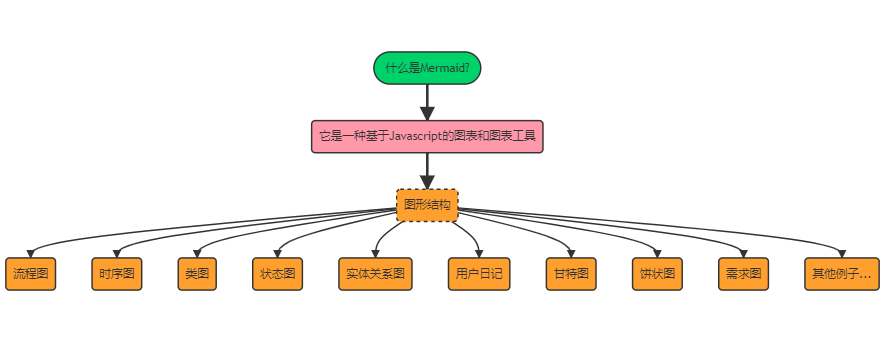 什么是Mermaid?
它是一种基于Javascript的图表和图表工具
图形结构
流程图
时序图
类图
状态图
实体关系图
用户日记
甘特图
饼状图
需求图
其他例子...